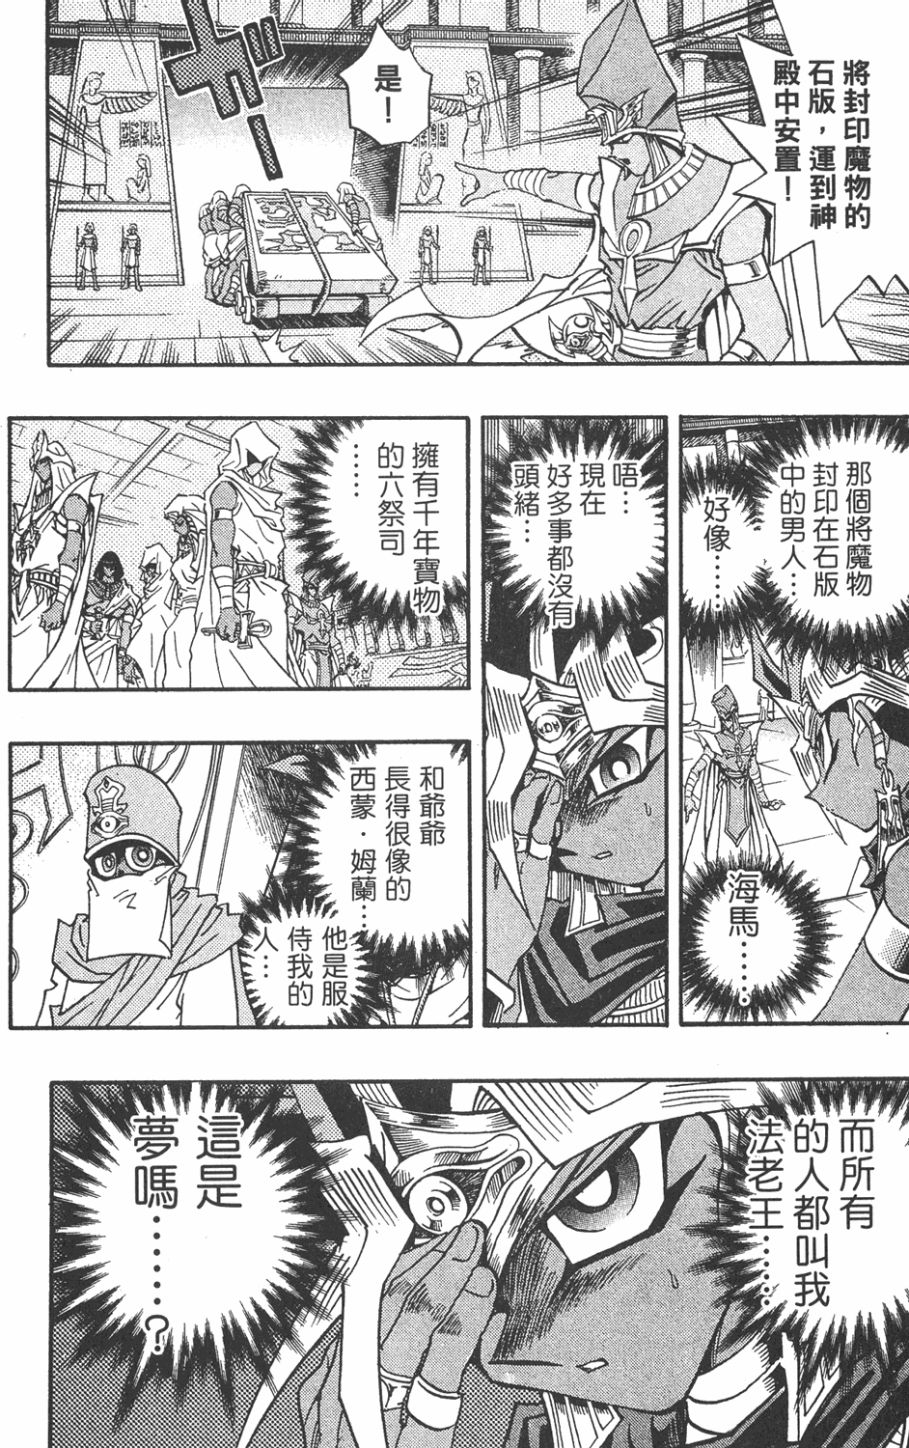 將封印魔物的
石版，運到神
殿中安置！
是！
那個將魔物
封印在石版
中的男人…
好像………
海馬………
唔…
現在
好多事都沒有
頭緒…
擁有千年寶物
的六祭司
……
和爺爺
長得很像的
西蒙．姆蘭…
他是服
侍我的
人…
而所有
的人都叫我
法老王……
這是
夢嗎………？